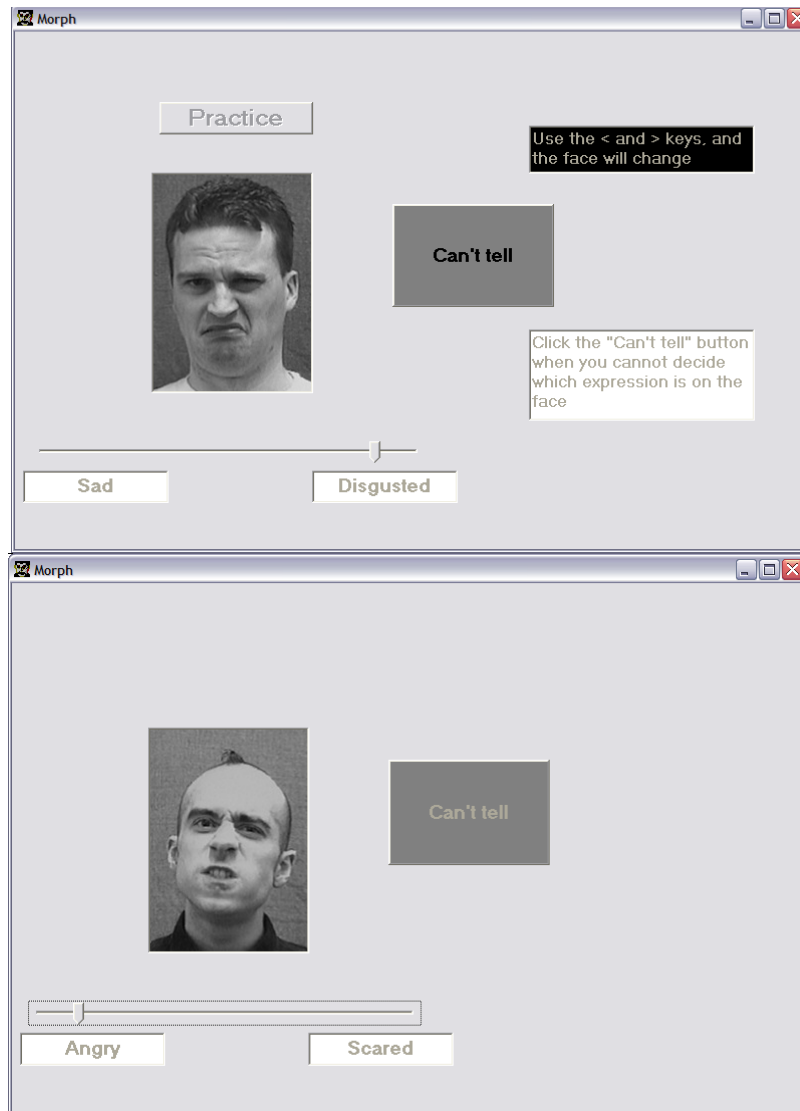 Morph
Practice
Use the < and > keys, and
the face will change
Can't tell
Click the "Can't tell" button
when you cannot decide
which expression is on the
face
Sad
Disgusted
Morph
Can't tell
Angry
Scared